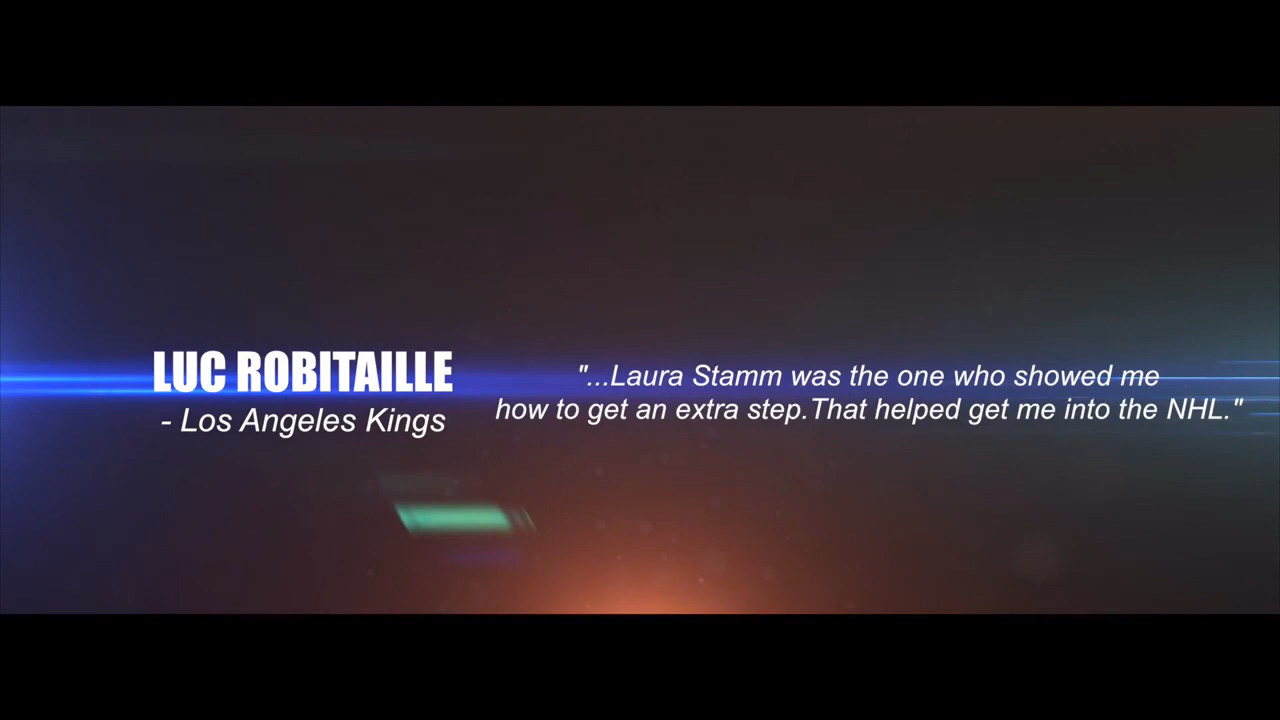 LUC ROBITAILLE
- Los Angeles Kings
"...Laura Stamm was the one who showed me
how to get an extra step.That helped get me into the NHL."